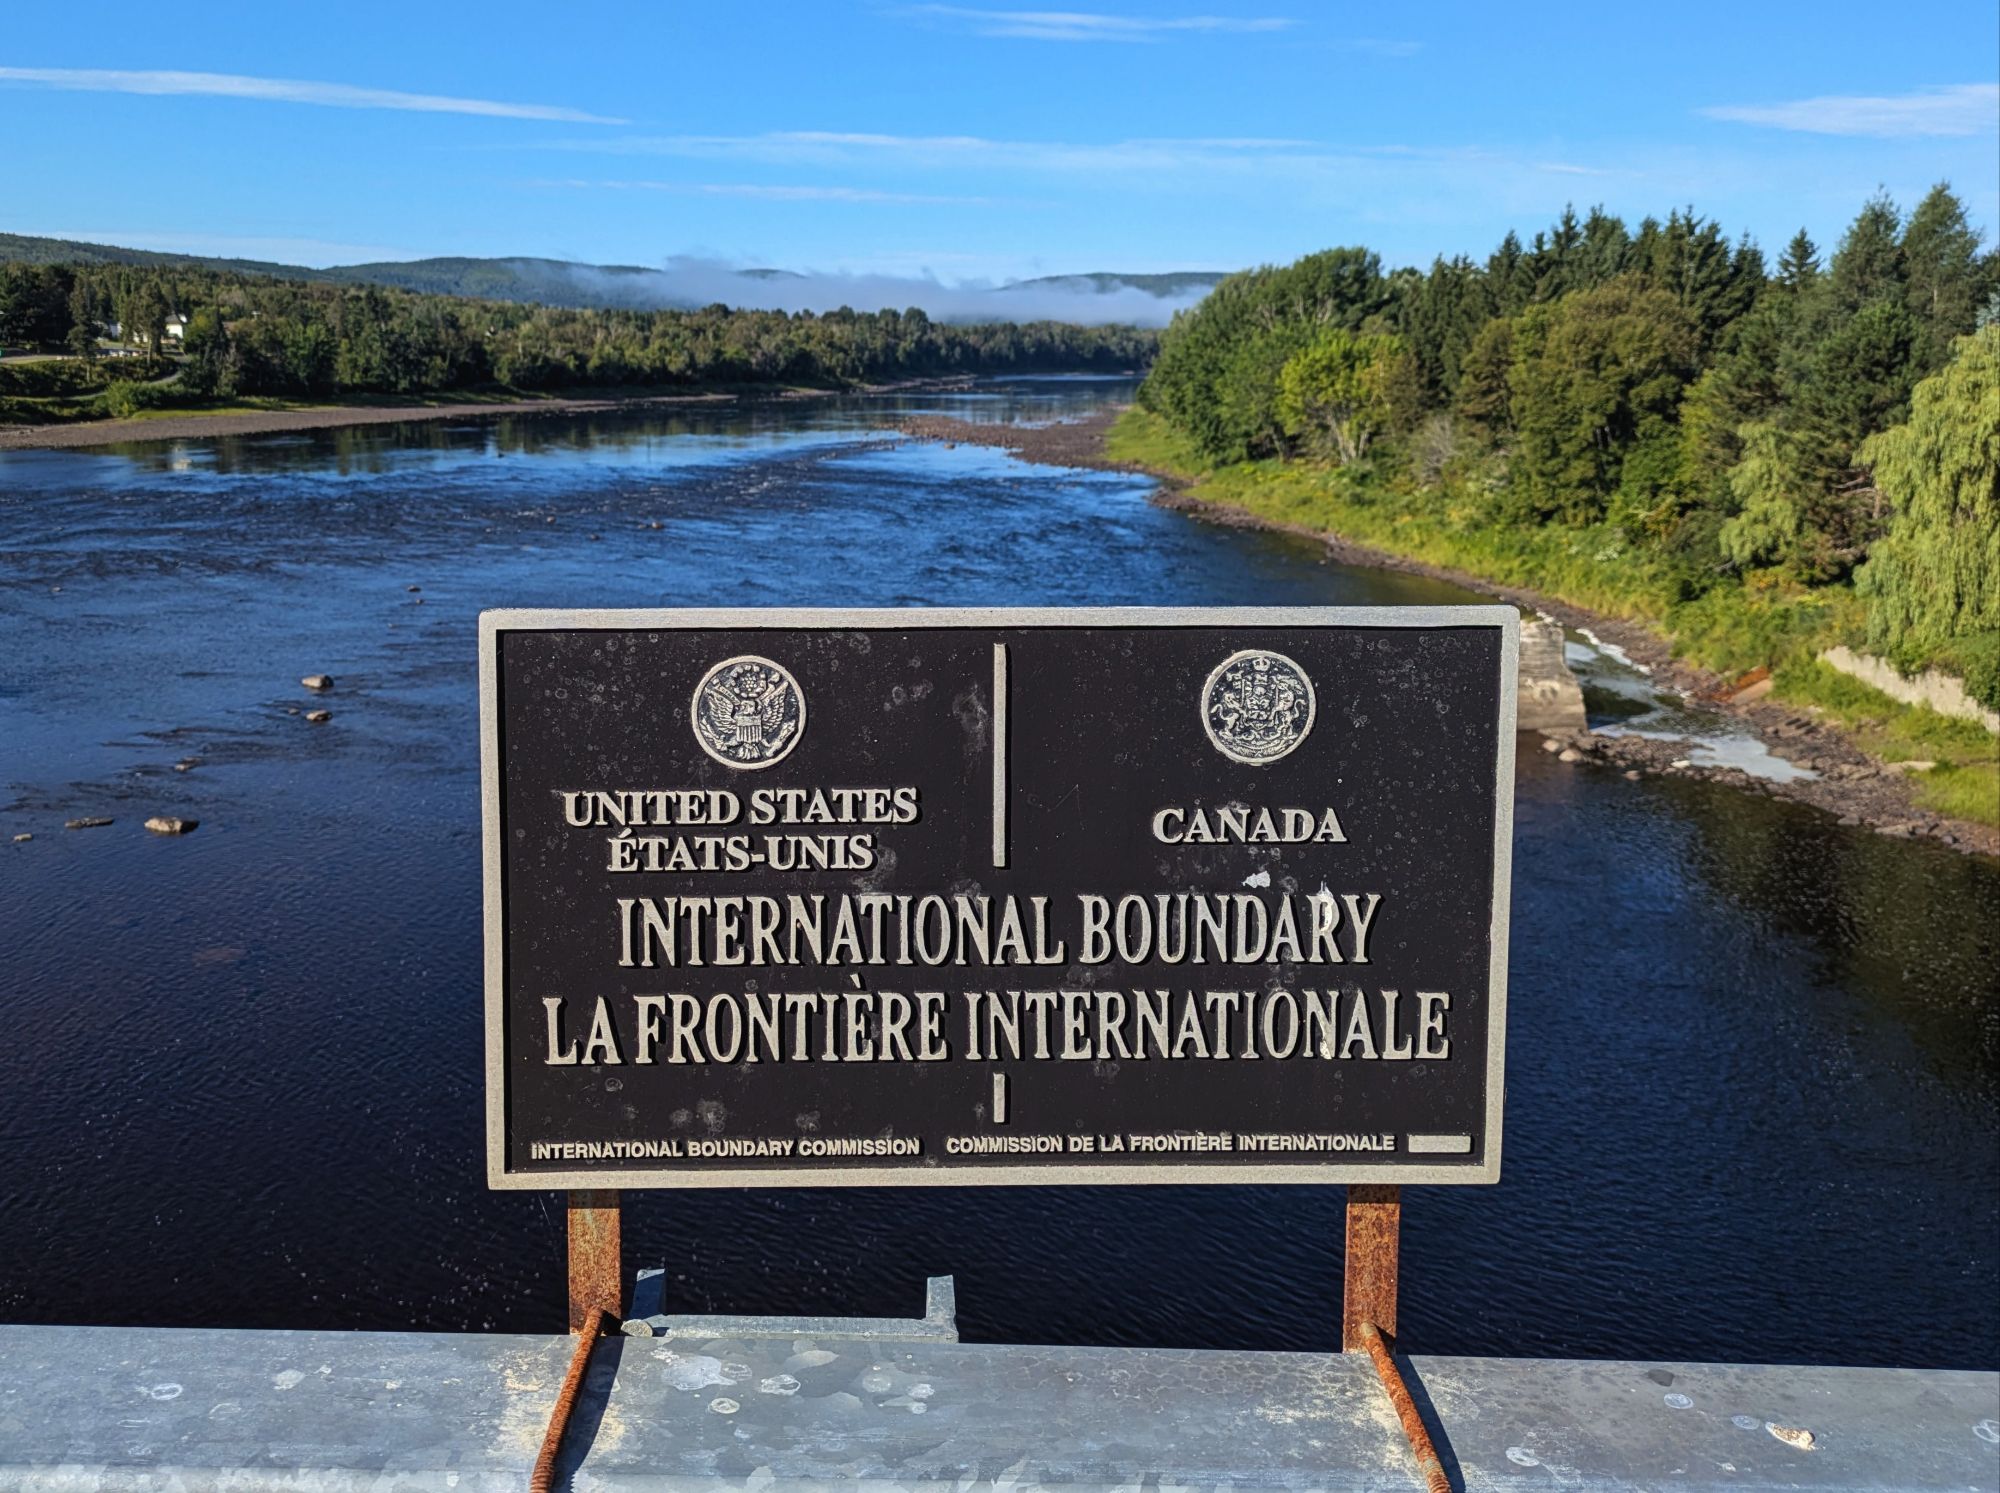 UNITED STATES
ÉTATS-UNIS
CANADA
INTERNATIONAL BOUNDARY
LA FRONTIÈRE INTERNATIONALE
INTERNATIONAL BOUNDARY COMMISSION
COMMISSION DE LA FRONTIÈRE INTERNATIONALE